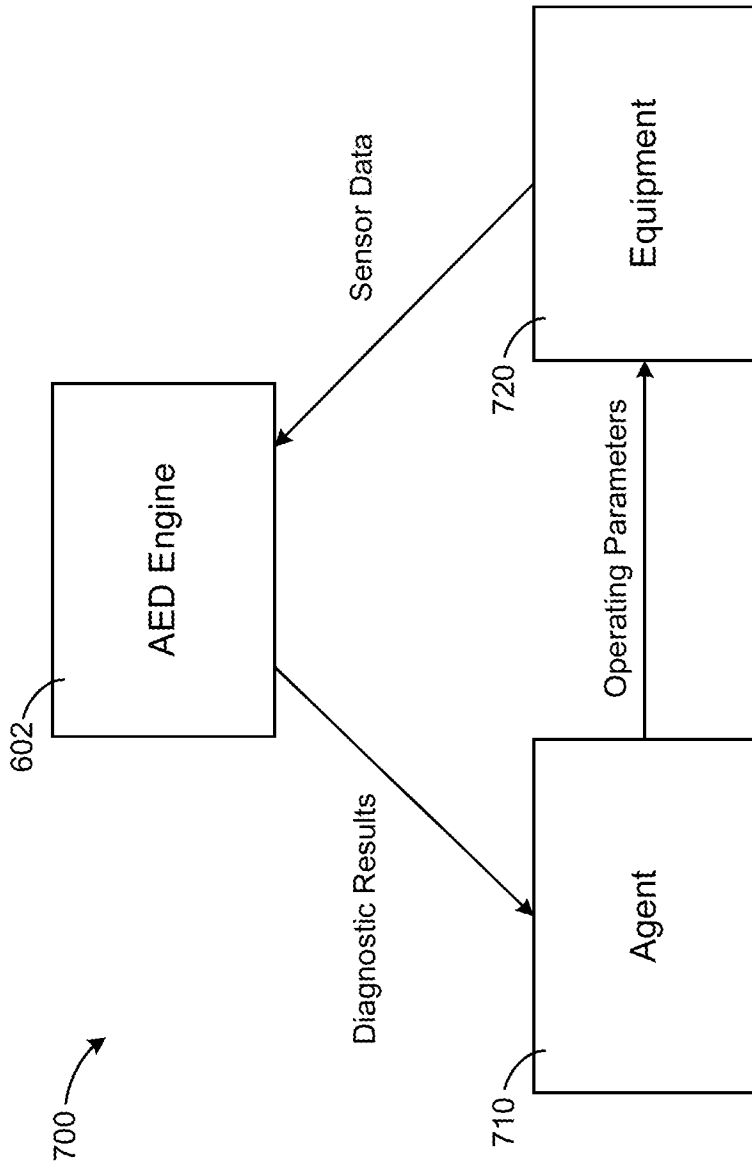 700
602
AED Engine
Diagnostic Results
Sensor Data
710
Agent
Operating Parameters
720
Equipment